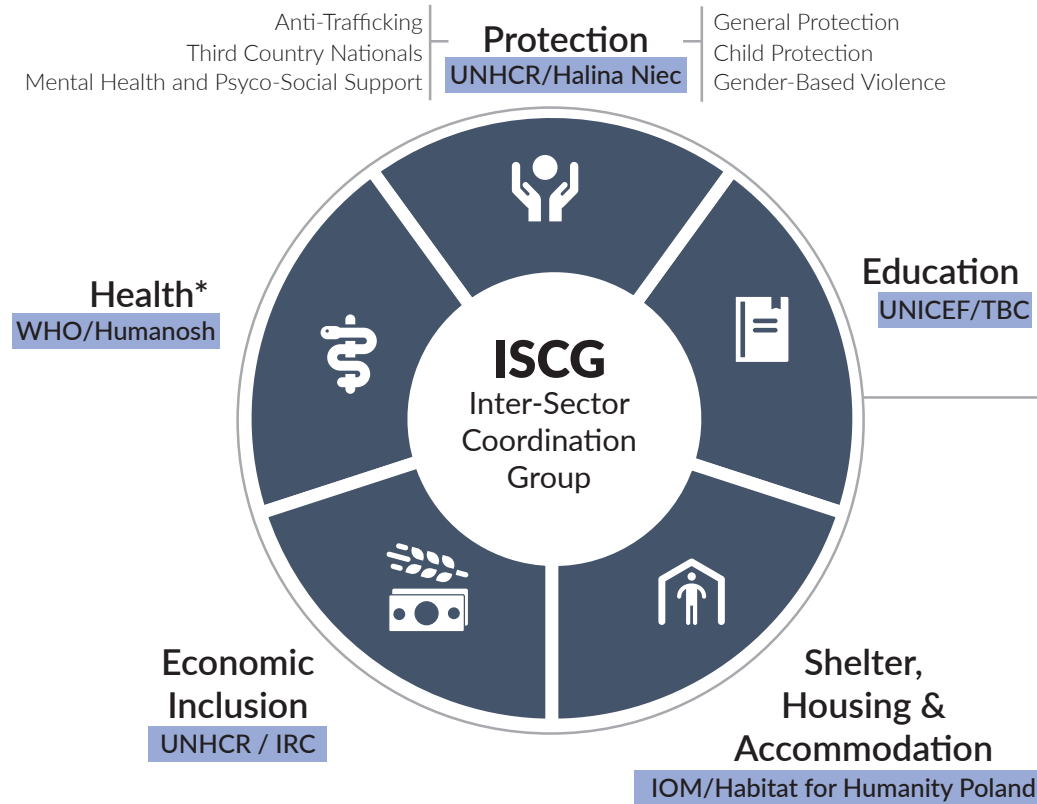 Anti-Trafficking
Third Country Nationals
Mental Health and Psyco-Social Support
Protection
UNHCR/Halina Niec
General Protection
Child Protection
Gender-Based Violence
Health*
WHO/Humanosh
Education
UNICEF/TBC
ISCG
Inter-Sector
Coordination
Group
Economic
Inclusion
UNHCR / IRC
Shelter,
Housing &
Accommodation
IOM/Habitat for Humanity Poland